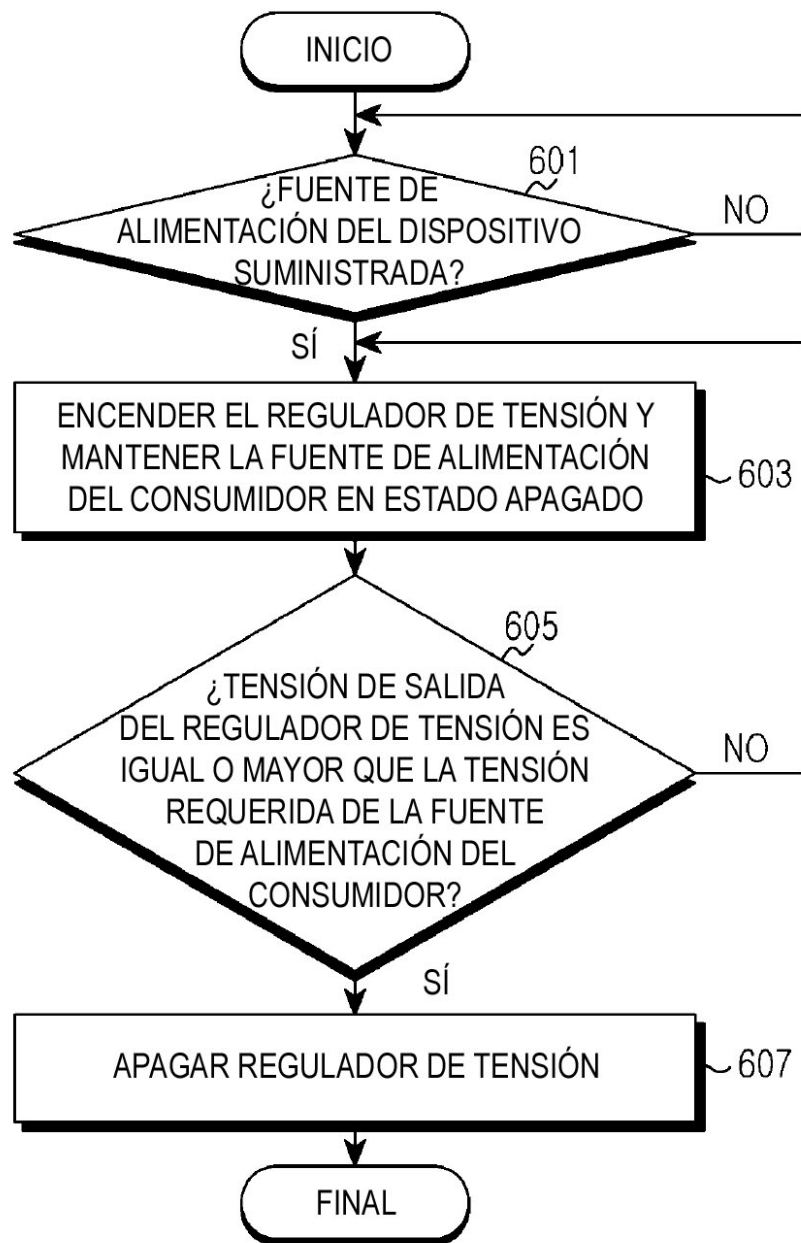 INICIO
601
¿FUENTE DE
ALIMENTACIÓN DEL DISPOSITIVO
SUMINISTRADA?
NO
SÍ
ENCENDER EL REGULADOR DE TENSIÓN Y
MANTENER LA FUENTE DE ALIMENTACIÓN
DEL CONSUMIDOR EN ESTADO APAGADO
603
605
¿TENSIÓN DE SALIDA
DEL REGULADOR DE TENSIÓN ES
IGUAL O MAYOR QUE LA TENSIÓN
REQUERIDA DE LA FUENTE
DE ALIMENTACIÓN DEL
CONSUMIDOR?
NO
SÍ
APAGAR REGULADOR DE TENSIÓN
607
FINAL